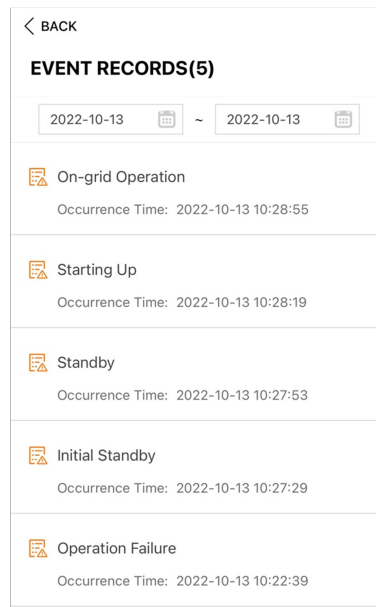 BACK
EVENT RECORDS(5)
2022-10-13 ~ 2022-10-13
On-grid Operation
Occurrence Time: 2022-10-13 10:28:55
Starting Up
Occurrence Time: 2022-10-13 10:28:19
Standby
Occurrence Time: 2022-10-13 10:27:53
Initial Standby
Occurrence Time: 2022-10-13 10:27:29
Operation Failure
Occurrence Time: 2022-10-13 10:22:39